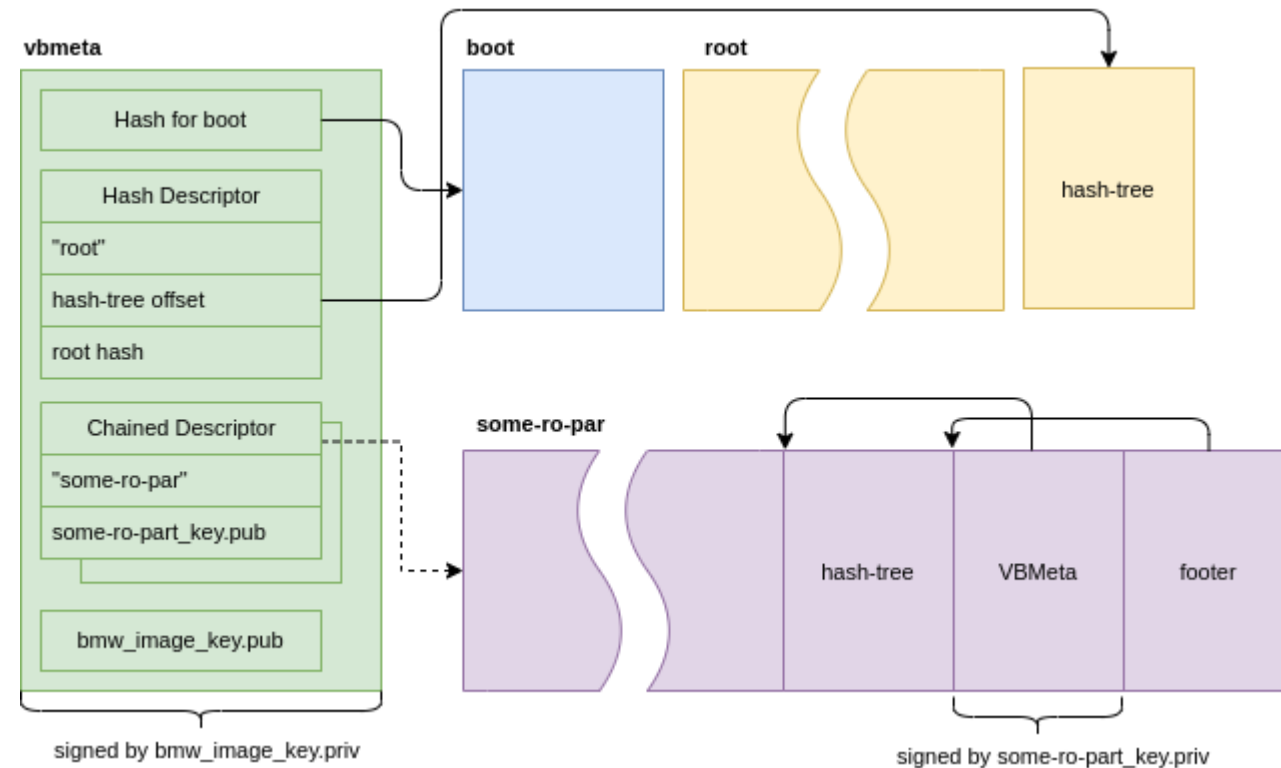 vbmeta
Hash for boot
Hash Descriptor
"root"
hash-tree offset
root hash
Chained Descriptor
"some-ro-par"
some-ro-part_key.pub
bmw_image_key.pub
signed by bmw_image_key.priv
boot
root
hash-tree
some-ro-par
hash-tree
VBMeta
footer
signed by some-ro-part_key.priv